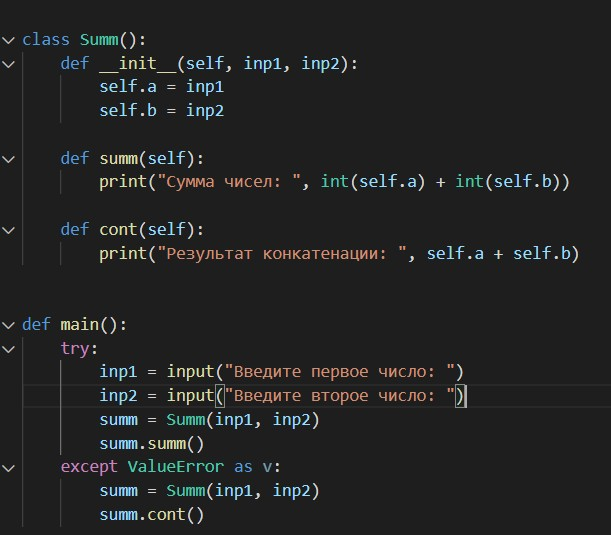 class Summ():
    def __init__(self, inp1, inp2):
        self.a = inp1
        self.b = inp2
    def summ(self):
        print("Сумма чисел: ", int(self.a) + int(self.b))
    def cont(self):
        print("Результат конкатенации: ", self.a + self.b)
def main():
    try:
        inp1 = input("Введите первое число: ")
        inp2 = input("Введите второе число: ")
        summ = Summ(inp1, inp2)
        summ.summ()
    except ValueError as v:
        summ = Summ(inp1, inp2)
        summ.cont()